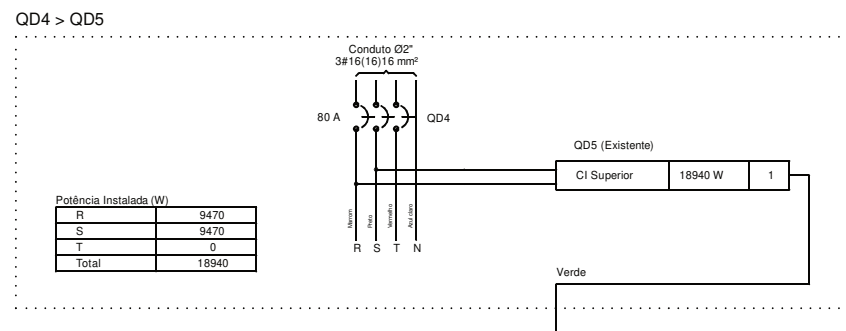 QD4 > QD5
Conduto Ø2"
3#16(16)16 mm²
80 A
QD4
QD5 (Existente)
CI Superior 18940 W 1
Potência Instalada (W)
R 9470
S 9470
T 0
Total 18940
Marrom
Preto
Vermelho
Azul claro
R S T N
Verde